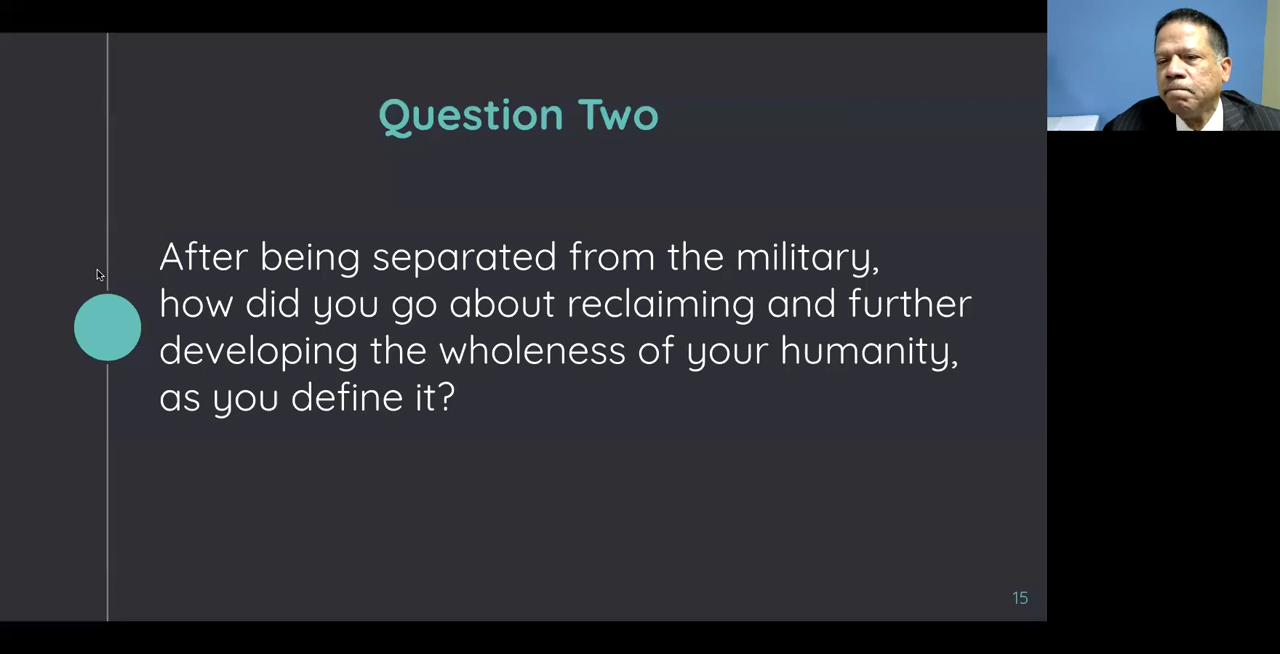 Question Two
After being separated from the military,
how did you go about reclaiming and further
developing the wholeness of your humanity,
as you define it?
15